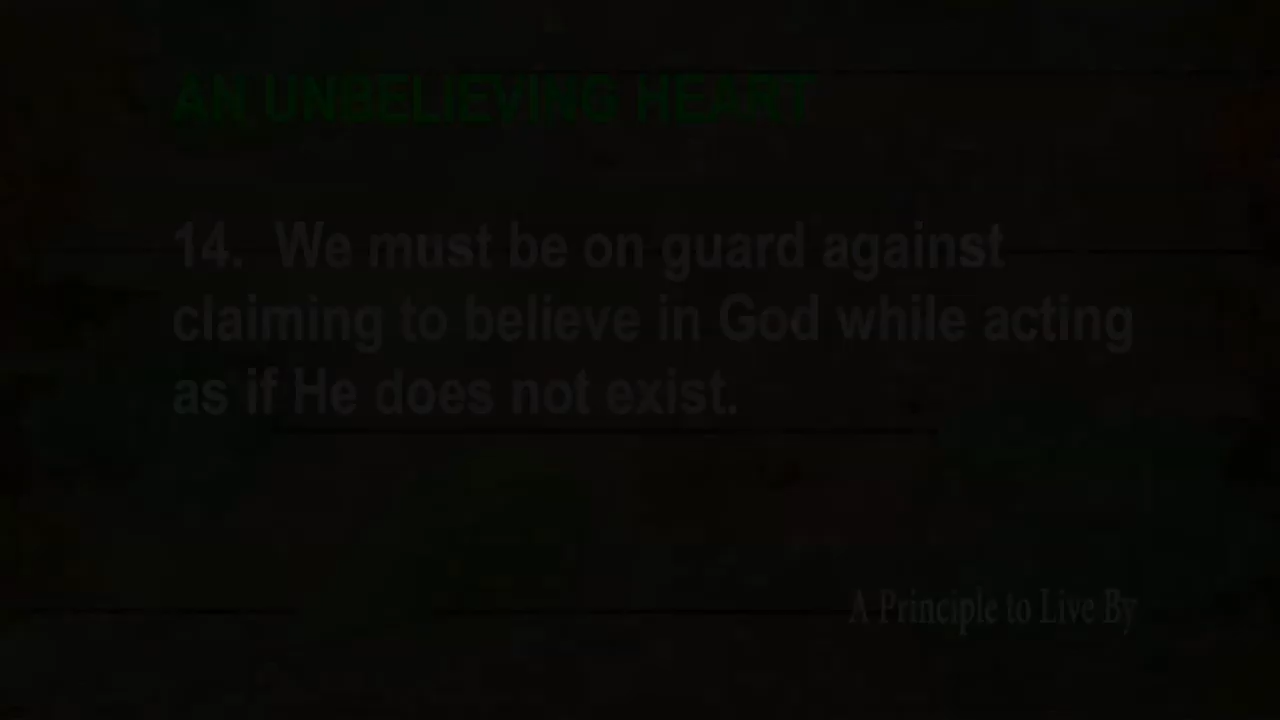 AN UNBELIEVING HEART
14. We must be on guard against
claiming to believe in God while acting
as if He does not exist.
A Principle to Live By